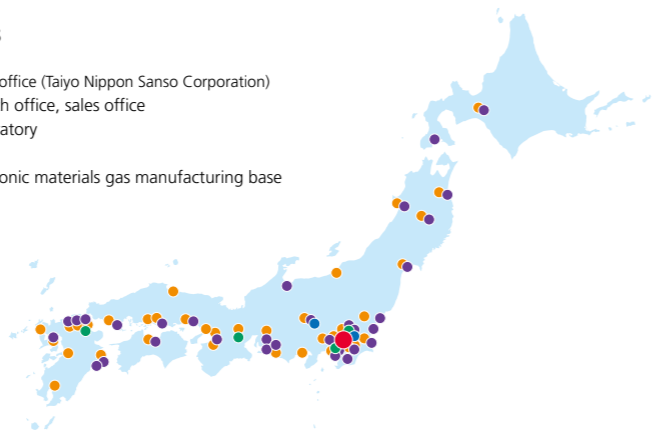 office (Taiyo Nippon Sanso Corporation)
h office, sales office
atory
onic materials gas manufacturing base